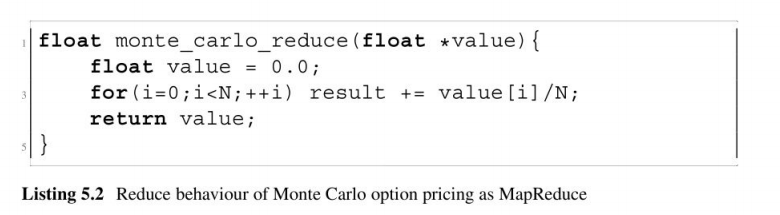 1 float monte_carlo_reduce(float *value){
float value = 0.0;
3 for(i=0;i<N;++i) result += value[i]/N;
return value;
5 }
Listing 5.2 Reduce behaviour of Monte Carlo option pricing as MapReduce